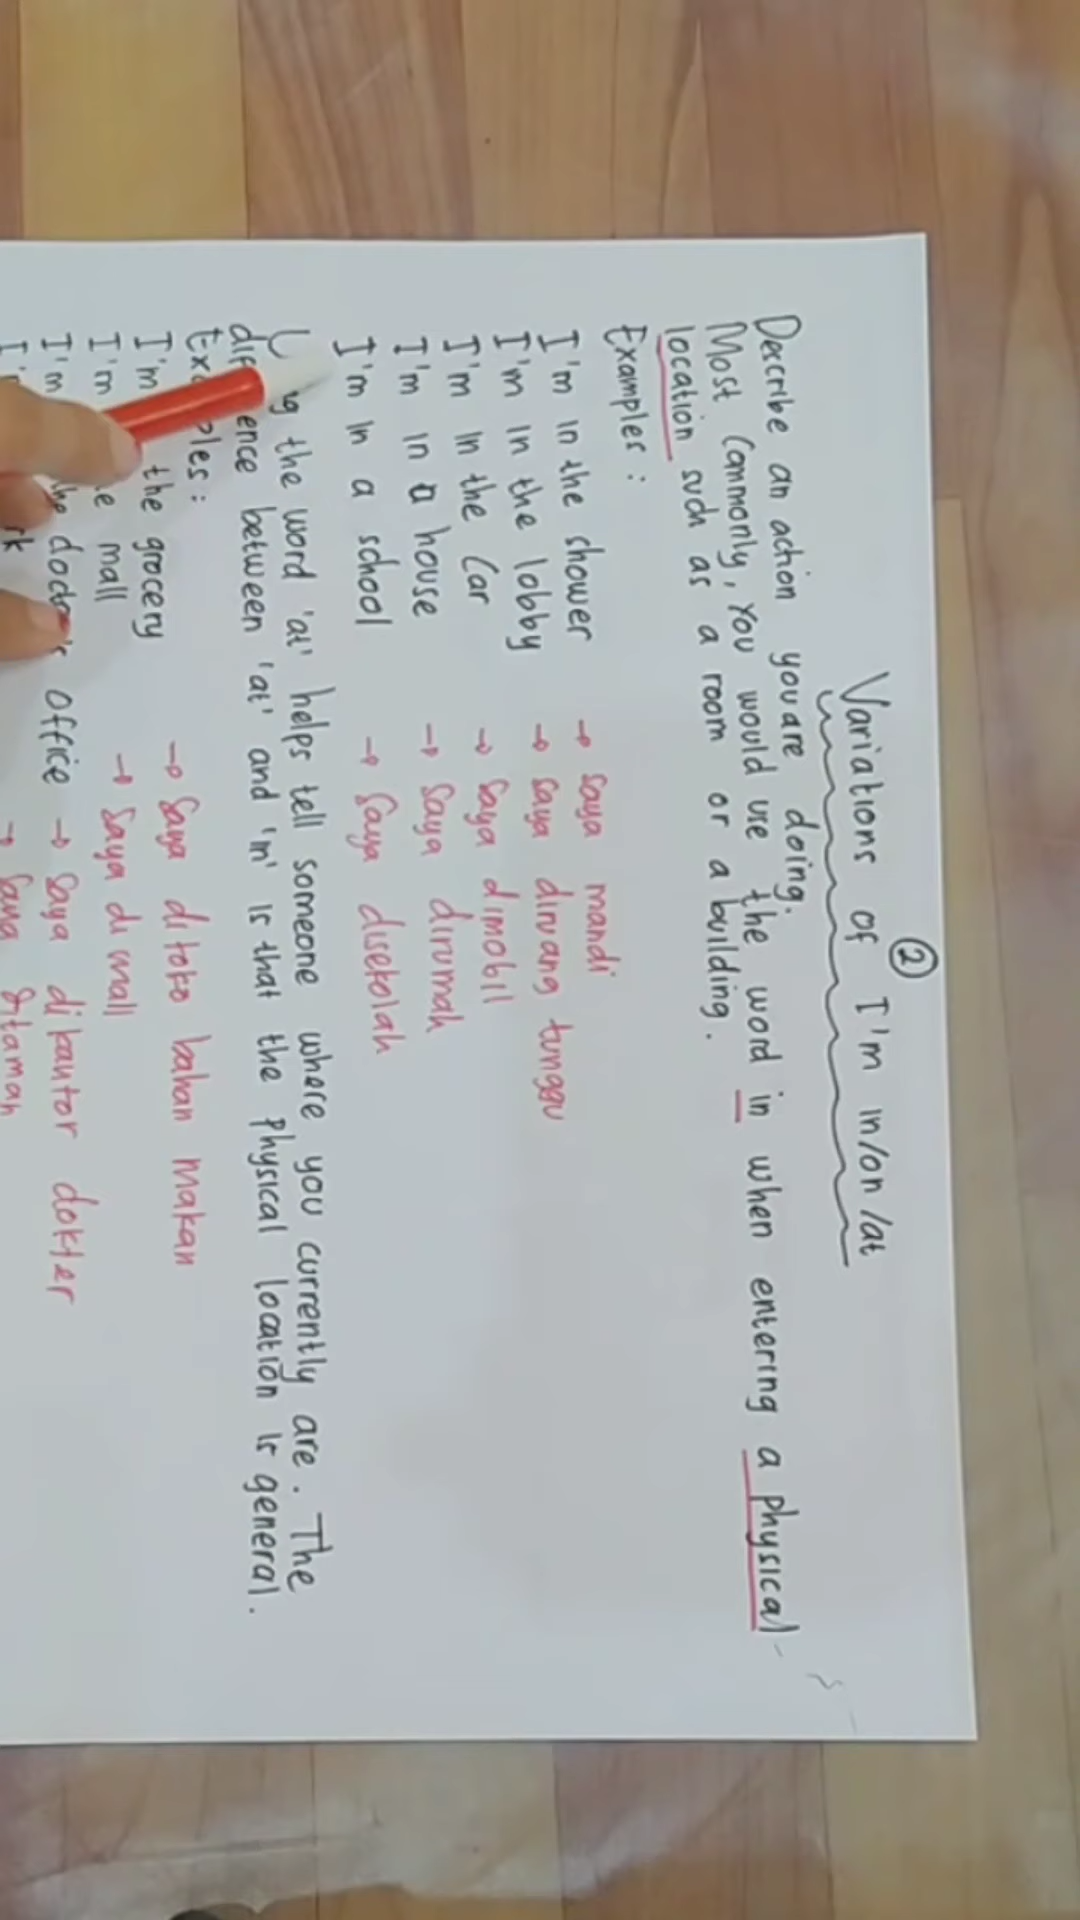 ②
Variations of I'm in/on/at
Describe an action you are doing.
Most Commonly, you would use the word in when entering a physical-
location such as a room or a building.
Examples :
I'm in the shower → saya mandi
I'm in the lobby → saya diruang tunggu
I'm in the Car → saya dimobil
I'm in a house → saya dirumah
I'm in a school → saya disekolah
the word 'at' helps tell someone where you currently are. The
between 'at' and 'in' is that the physical location is general.
I'm the grocery → saya di toko bahan makan
I'm mall → saya di mall
I'm office → saya di kantor dokter
→ saya ditaman